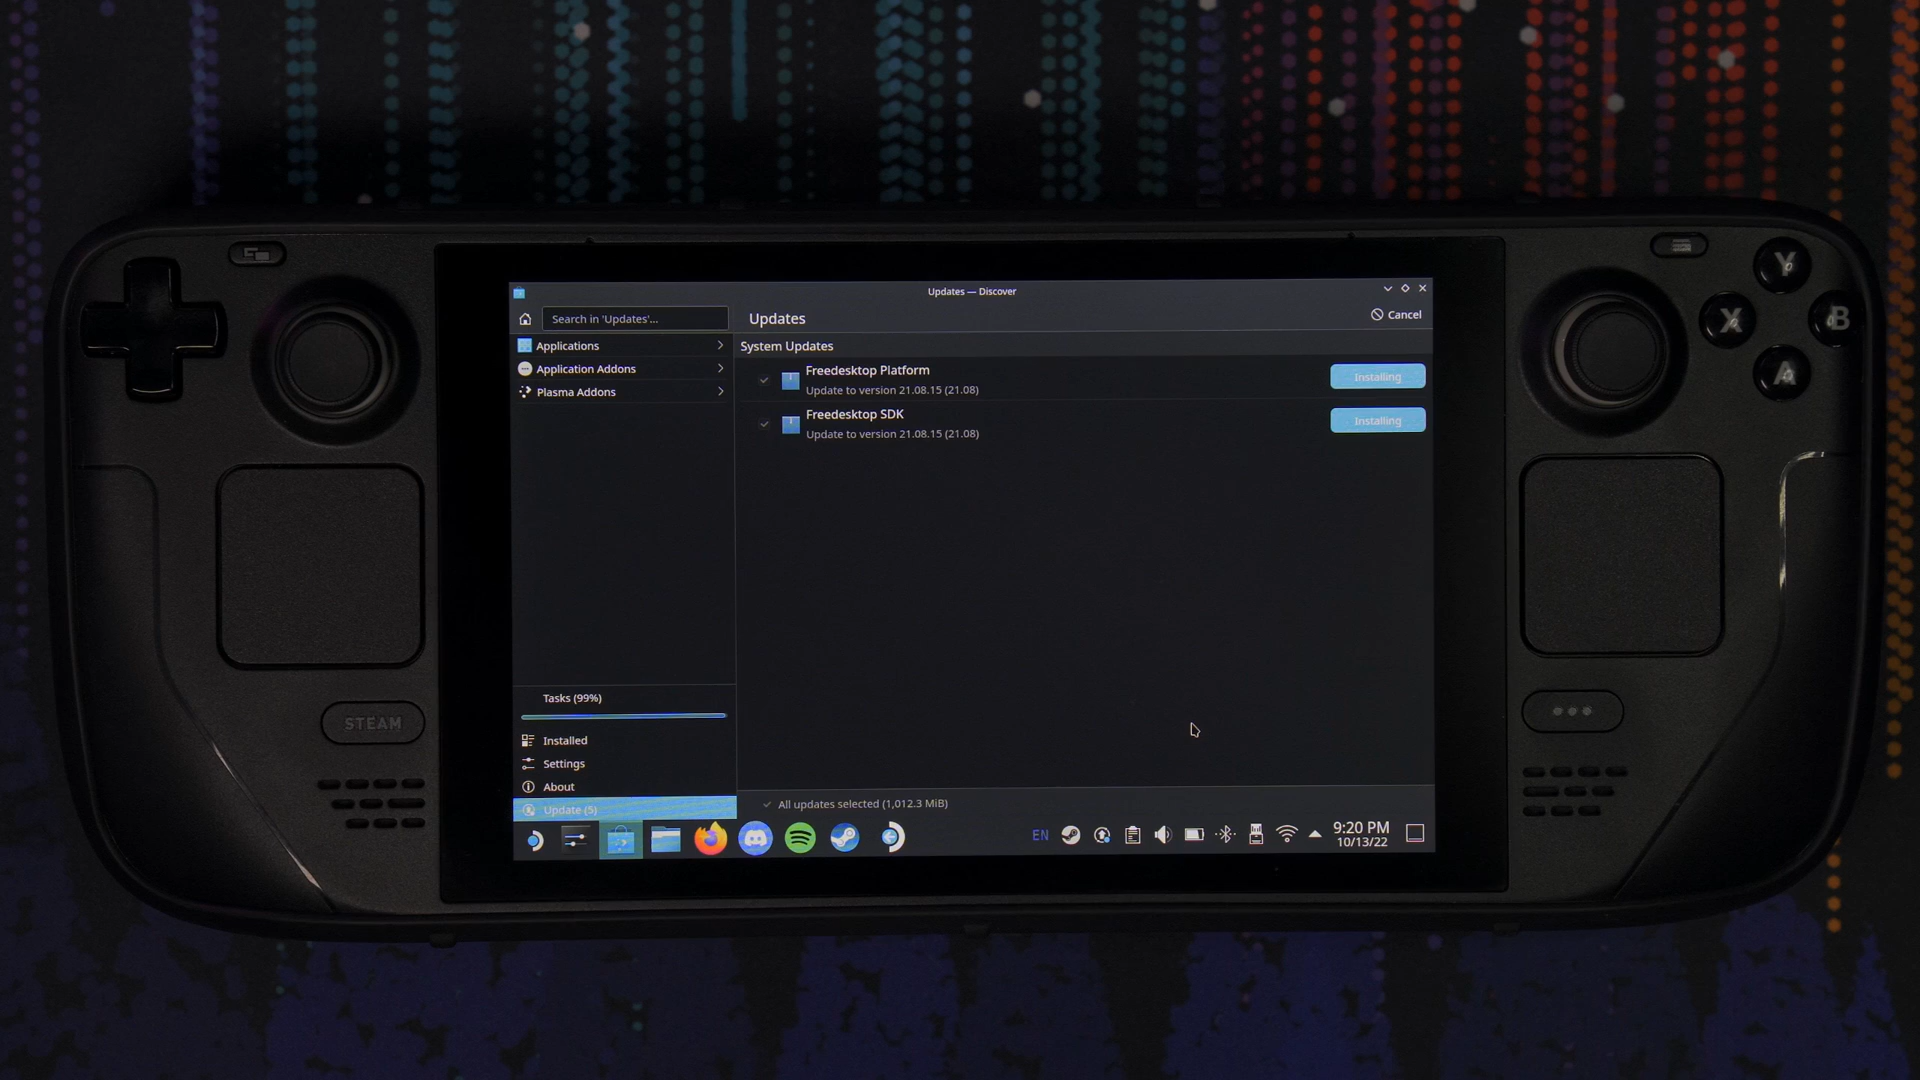 Updates — Discover
Search in 'Updates'...
Updates
Cancel
Applications
Application Addons
Plasma Addons
System Updates
Freedesktop Platform
Update to version 21.08.15 (21.08)
Installing
Freedesktop SDK
Update to version 21.08.15 (21.08)
Installing
Tasks (99%)
Installed
Settings
About
Update (5)
All updates selected (1,012.3 MiB)
EN
9:20 PM
10/13/22
STEAM
Y
X
B
A